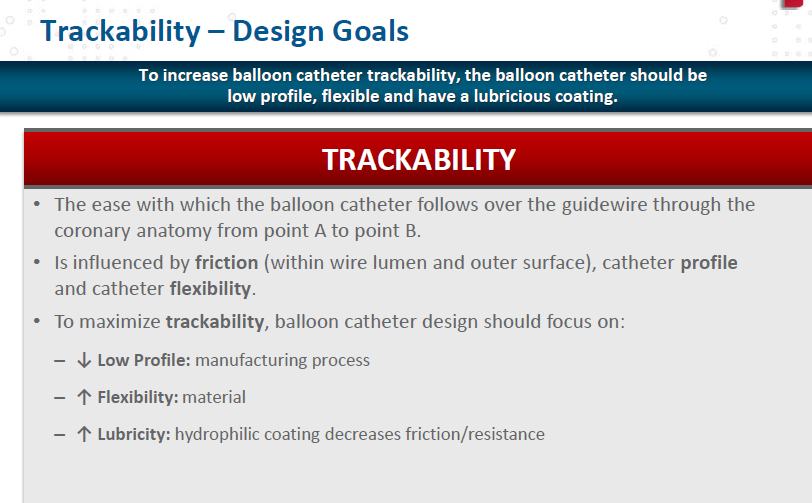 Trackability – Design Goals
To increase balloon catheter trackability, the balloon catheter should be
low profile, flexible and have a lubricious coating.
TRACKABILITY
• The ease with which the balloon catheter follows over the guidewire through the
coronary anatomy from point A to point B.
• Is influenced by friction (within wire lumen and outer surface), catheter profile
and catheter flexibility.
• To maximize trackability, balloon catheter design should focus on:
– ↓ Low Profile: manufacturing process
– ↑ Flexibility: material
– ↑ Lubricity: hydrophilic coating decreases friction/resistance